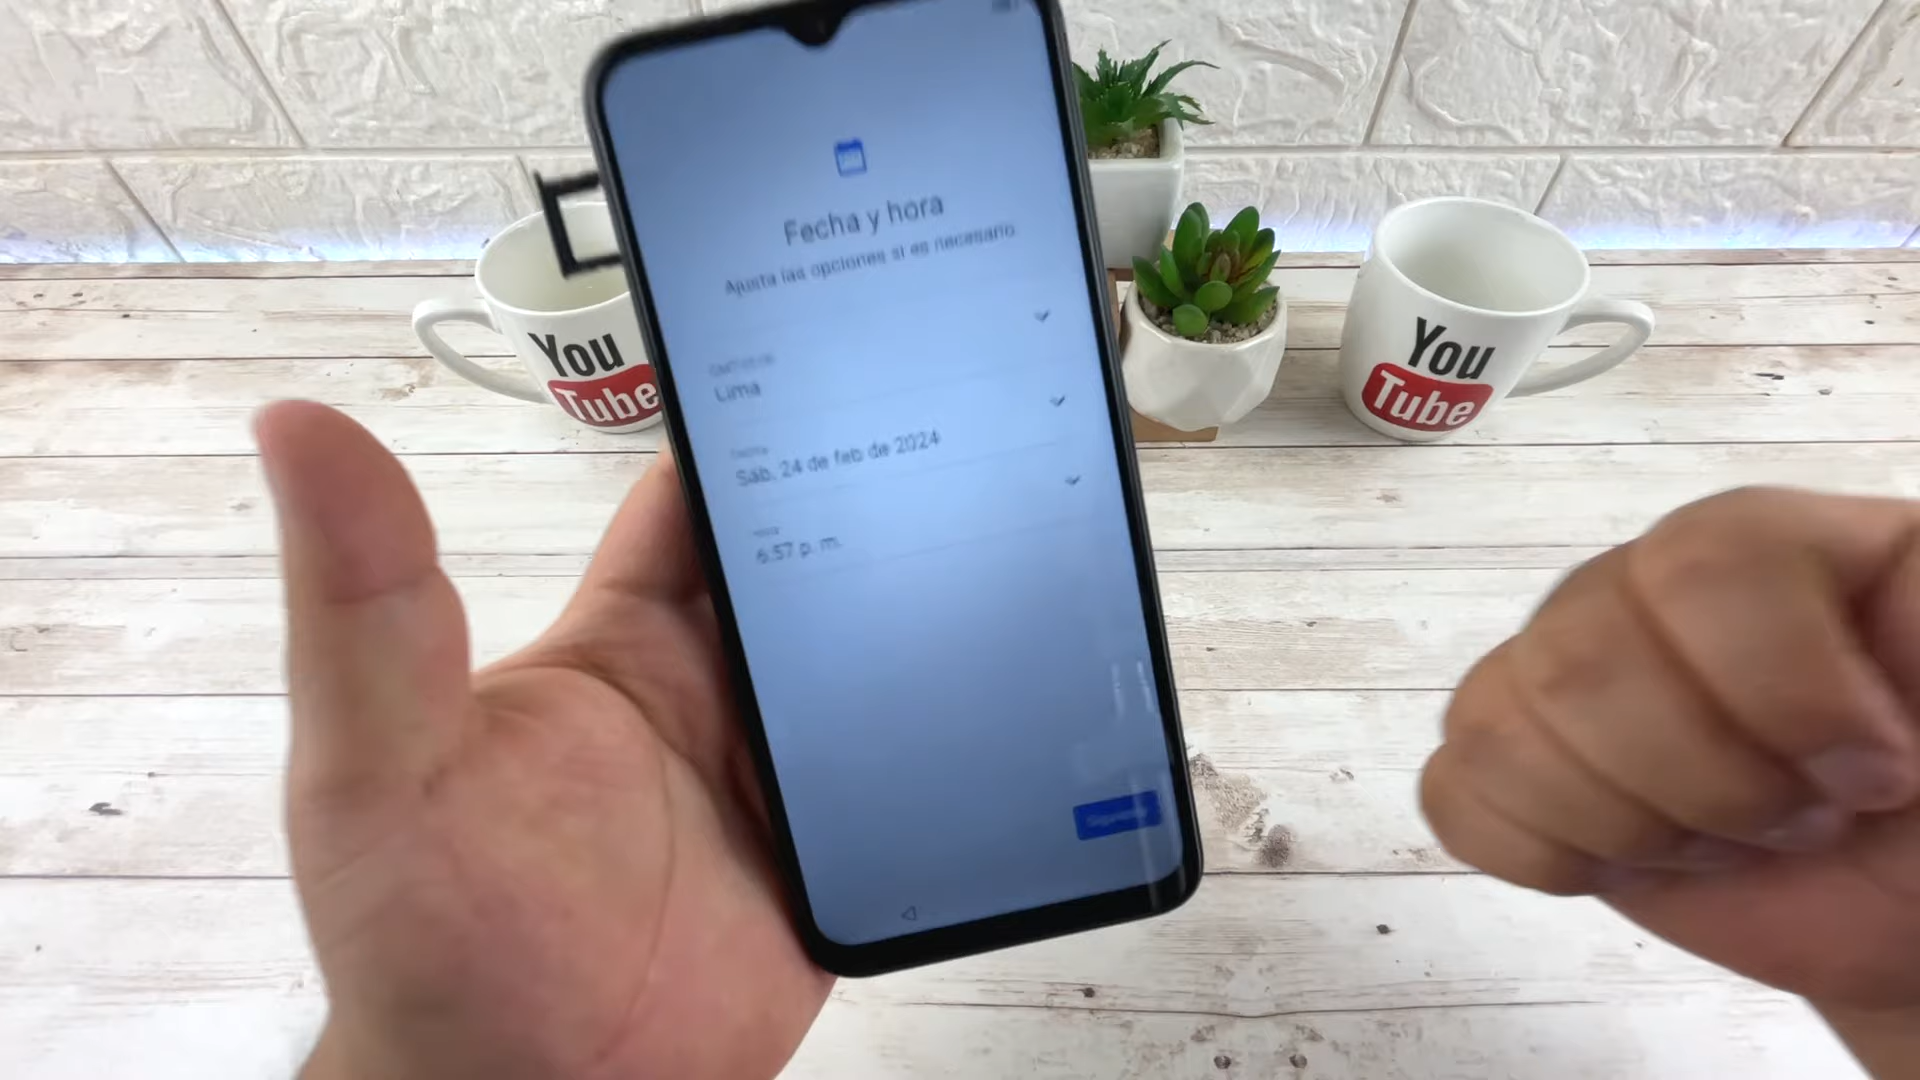 Fecha y hora
Ajusta las opciones si es necesario
Lima
Sáb, 24 de feb de 2024
6:57 p. m.
You
Tube
You
Tube